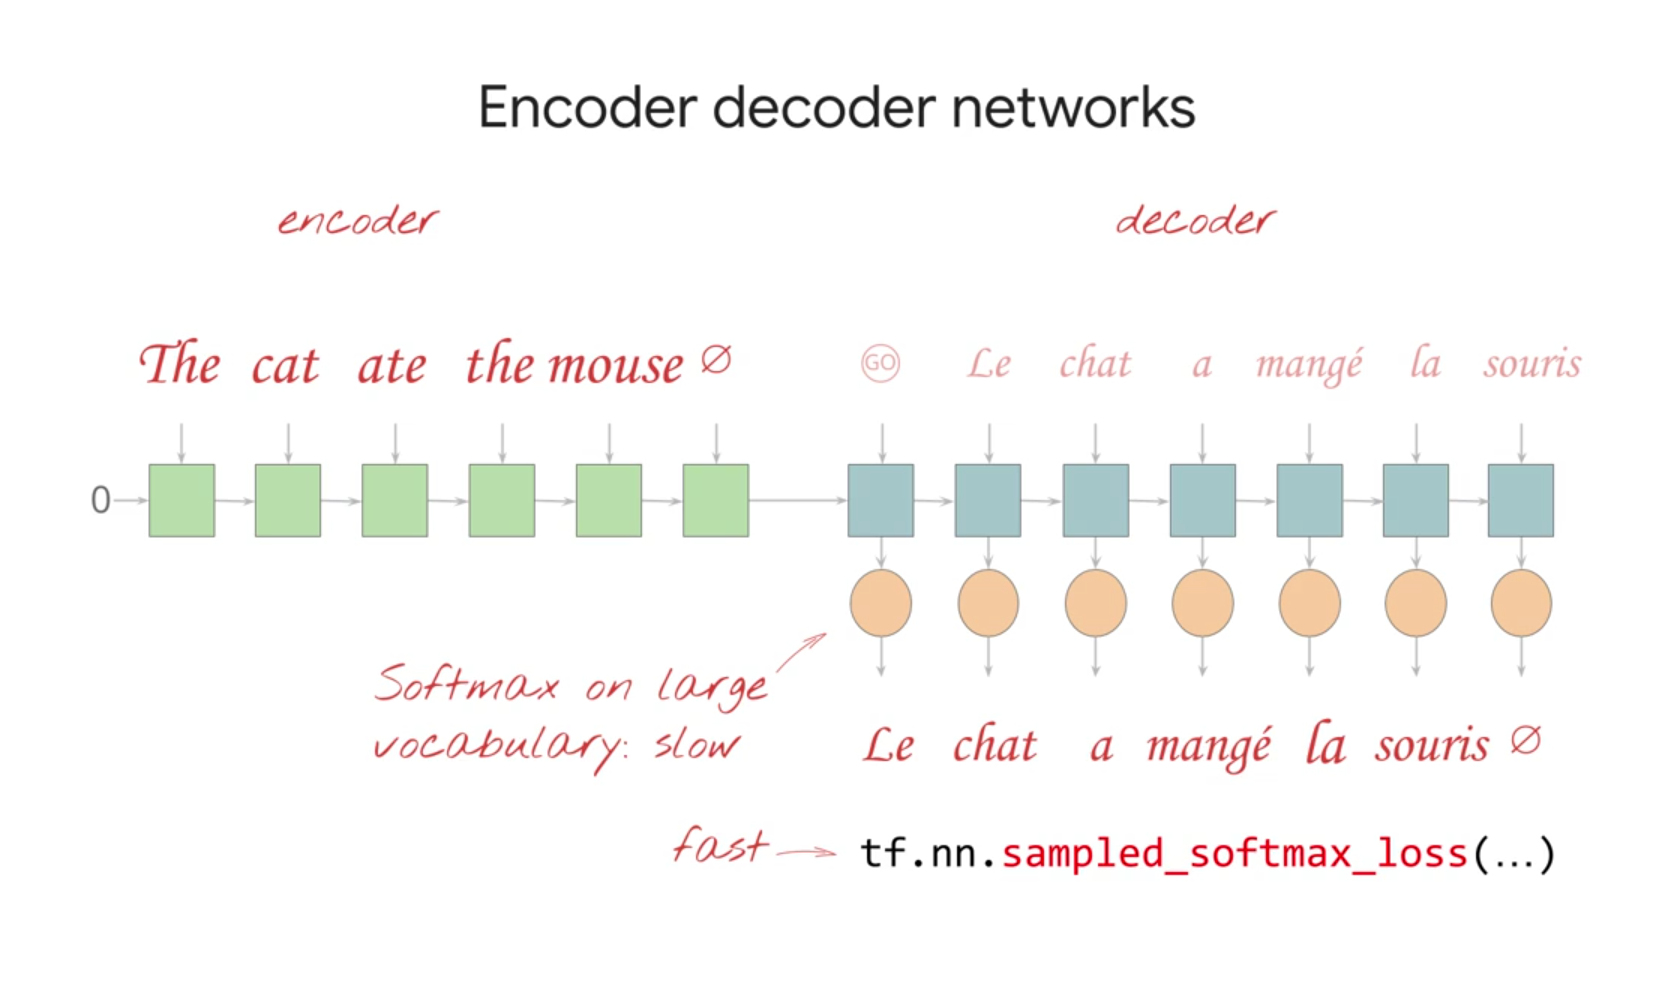 Encoder decoder networks
encoder
decoder
The cat ate the mouse ∅
GO Le chat a mangé la souris
0
Softmax on large
vocabulary: slow
Le chat a mangé la souris ∅
fast
tf.nn.sampled_softmax_loss(...)